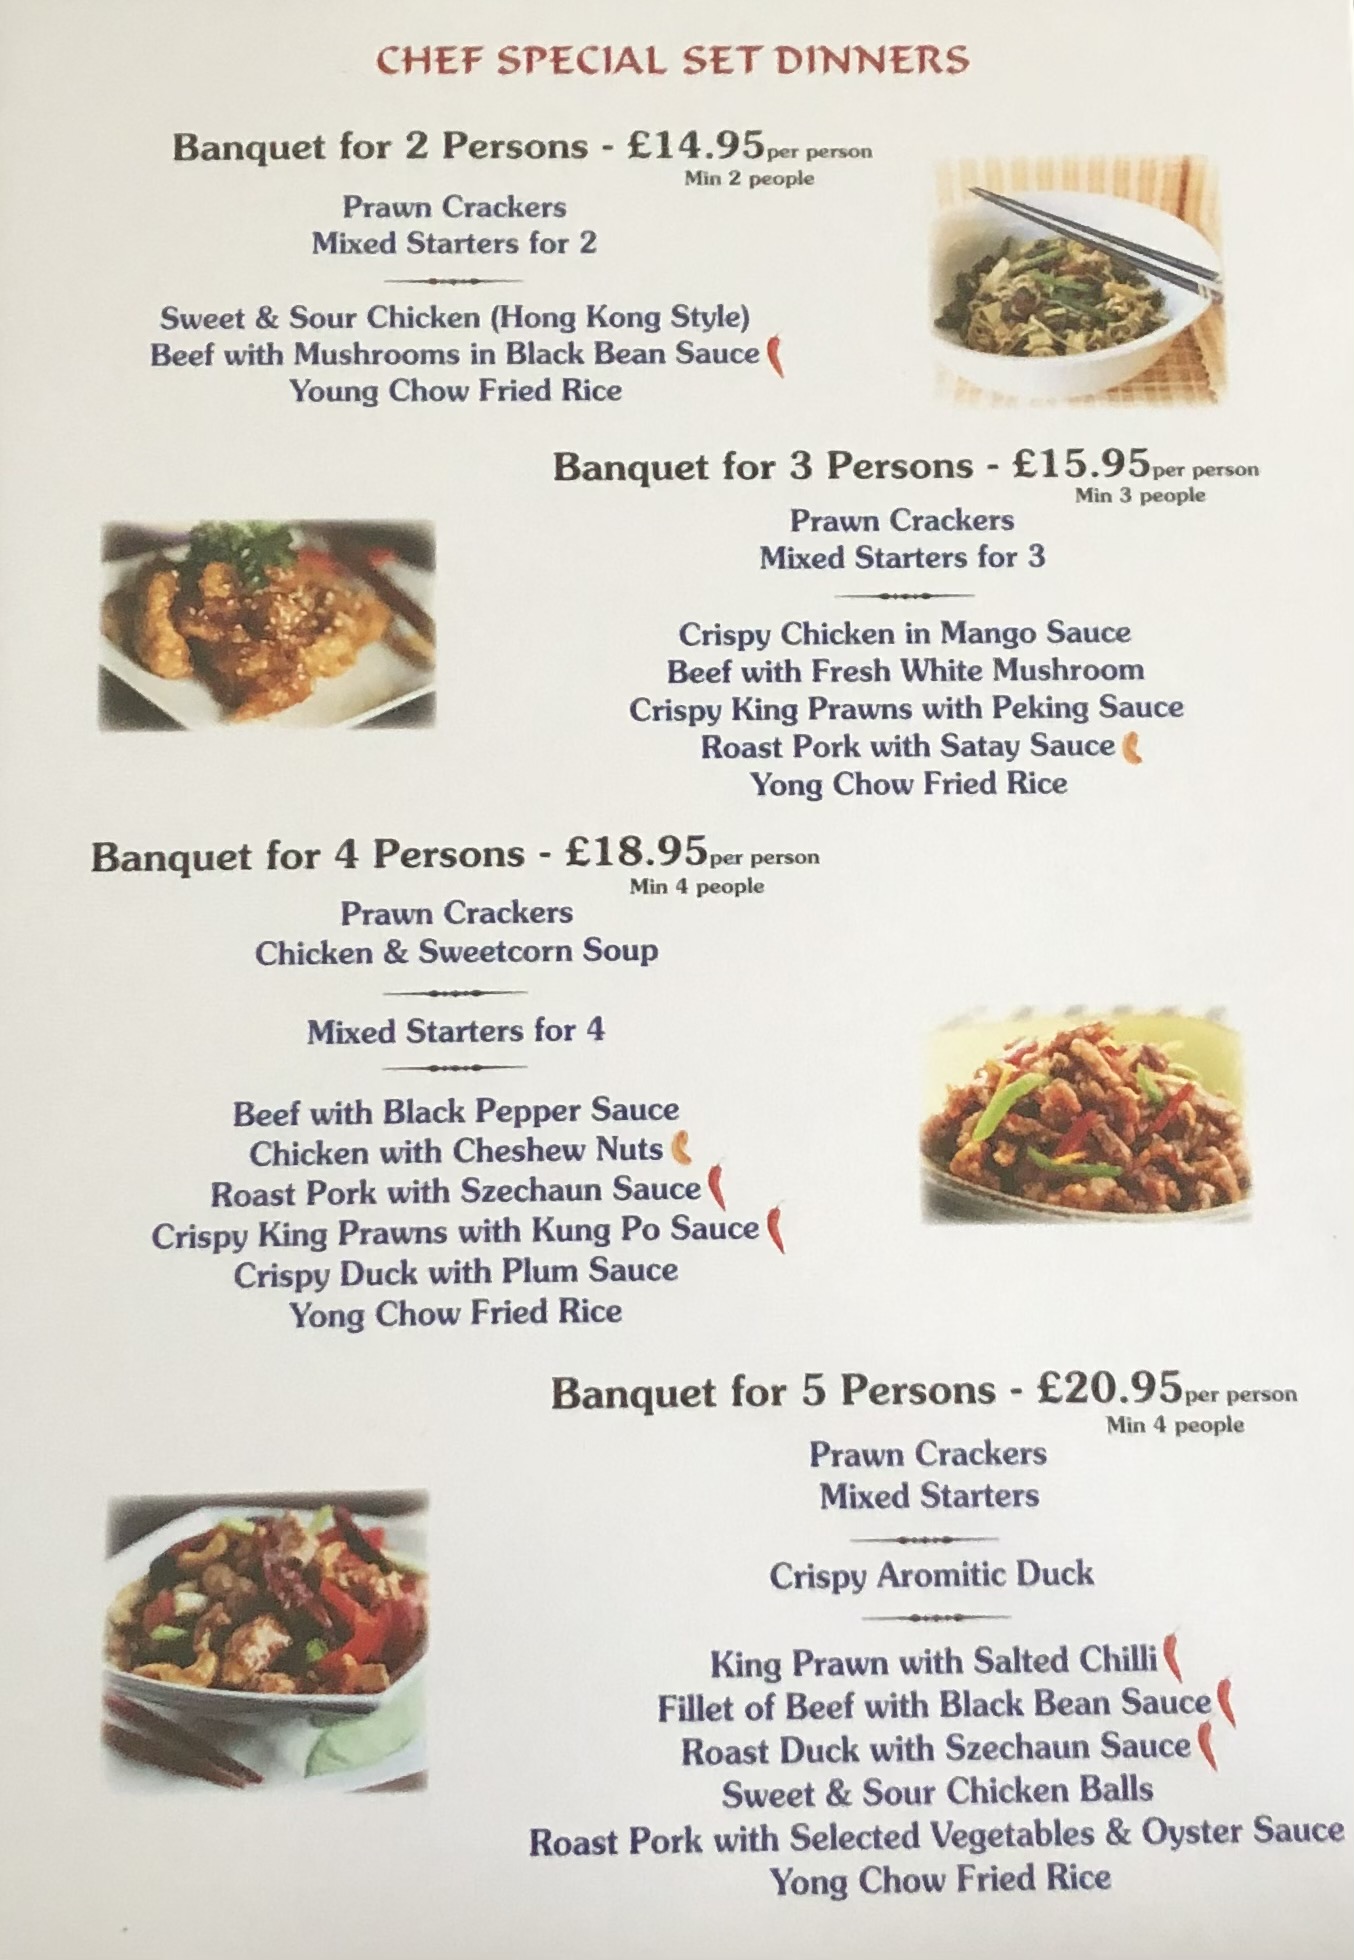 CHEF SPECIAL SET DINNERS
Banquet for 2 Persons - £14.95 per person
Min 2 people
Prawn Crackers
Mixed Starters for 2
Sweet & Sour Chicken (Hong Kong Style)
Beef with Mushrooms in Black Bean Sauce
Young Chow Fried Rice
Banquet for 3 Persons - £15.95 per person
Min 3 people
Prawn Crackers
Mixed Starters for 3
Crispy Chicken in Mango Sauce
Beef with Fresh White Mushroom
Crispy King Prawns with Peking Sauce
Roast Pork with Satay Sauce
Yong Chow Fried Rice
Banquet for 4 Persons - £18.95 per person
Min 4 people
Prawn Crackers
Chicken & Sweetcorn Soup
Mixed Starters for 4
Beef with Black Pepper Sauce
Chicken with Cheshew Nuts
Roast Pork with Szechaun Sauce
Crispy King Prawns with Kung Po Sauce
Crispy Duck with Plum Sauce
Yong Chow Fried Rice
Banquet for 5 Persons - £20.95 per person
Min 4 people
Prawn Crackers
Mixed Starters
Crispy Aromitic Duck
King Prawn with Salted Chilli
Fillet of Beef with Black Bean Sauce
Roast Duck with Szechaun Sauce
Sweet & Sour Chicken Balls
Roast Pork with Selected Vegetables & Oyster Sauce
Yong Chow Fried Rice